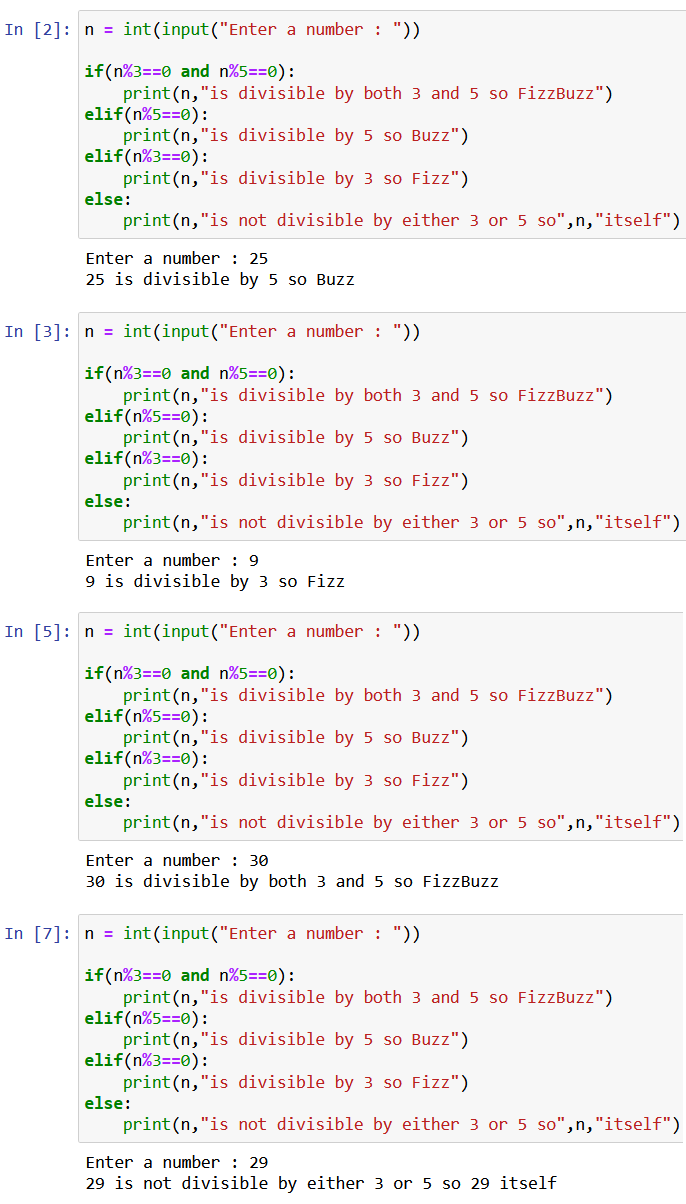 In [2]: n = int(input("Enter a number : "))
if(n%3==0 and n%5==0):
    print(n,"is divisible by both 3 and 5 so FizzBuzz")
elif(n%5==0):
    print(n,"is divisible by 5 so Buzz")
elif(n%3==0):
    print(n,"is divisible by 3 so Fizz")
else:
    print(n,"is not divisible by either 3 or 5 so",n,"itself")
Enter a number : 25
25 is divisible by 5 so Buzz
In [3]: n = int(input("Enter a number : "))
if(n%3==0 and n%5==0):
    print(n,"is divisible by both 3 and 5 so FizzBuzz")
elif(n%5==0):
    print(n,"is divisible by 5 so Buzz")
elif(n%3==0):
    print(n,"is divisible by 3 so Fizz")
else:
    print(n,"is not divisible by either 3 or 5 so",n,"itself")
Enter a number : 9
9 is divisible by 3 so Fizz
In [5]: n = int(input("Enter a number : "))
if(n%3==0 and n%5==0):
    print(n,"is divisible by both 3 and 5 so FizzBuzz")
elif(n%5==0):
    print(n,"is divisible by 5 so Buzz")
elif(n%3==0):
    print(n,"is divisible by 3 so Fizz")
else:
    print(n,"is not divisible by either 3 or 5 so",n,"itself")
Enter a number : 30
30 is divisible by both 3 and 5 so FizzBuzz
In [7]: n = int(input("Enter a number : "))
if(n%3==0 and n%5==0):
    print(n,"is divisible by both 3 and 5 so FizzBuzz")
elif(n%5==0):
    print(n,"is divisible by 5 so Buzz")
elif(n%3==0):
    print(n,"is divisible by 3 so Fizz")
else:
    print(n,"is not divisible by either 3 or 5 so",n,"itself")
Enter a number : 29
29 is not divisible by either 3 or 5 so 29 itself